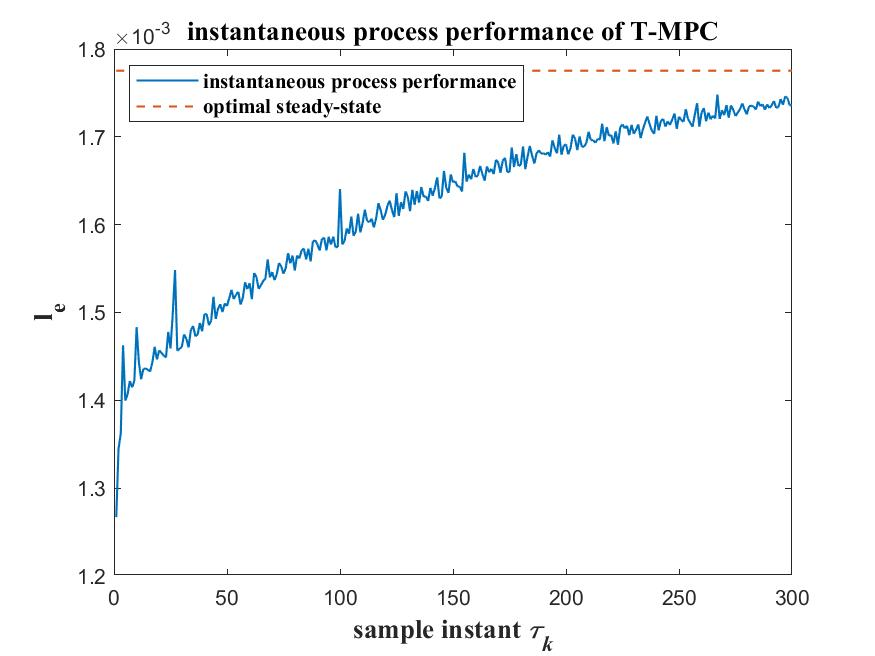 ×10-3
instantaneous process performance of T-MPC
instantaneous process performance
optimal steady-state
1.8
1.7
1.6
1.5
1.4
1.3
1.2
le
0 50 100 150 200 250 300
sample instant τk